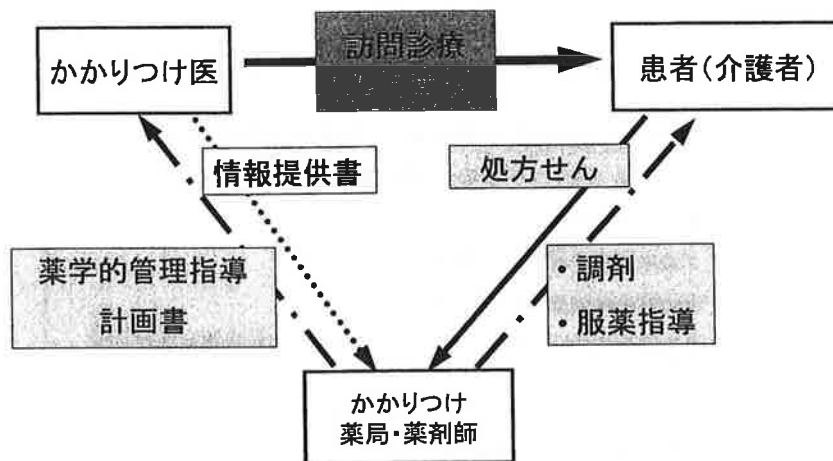 訪問診療
かかりつけ医
患者(介護者)
情報提供書
処方せん
薬学的管理指導
計画書
・調剤
・服薬指導
かかりつけ
薬局・薬剤師